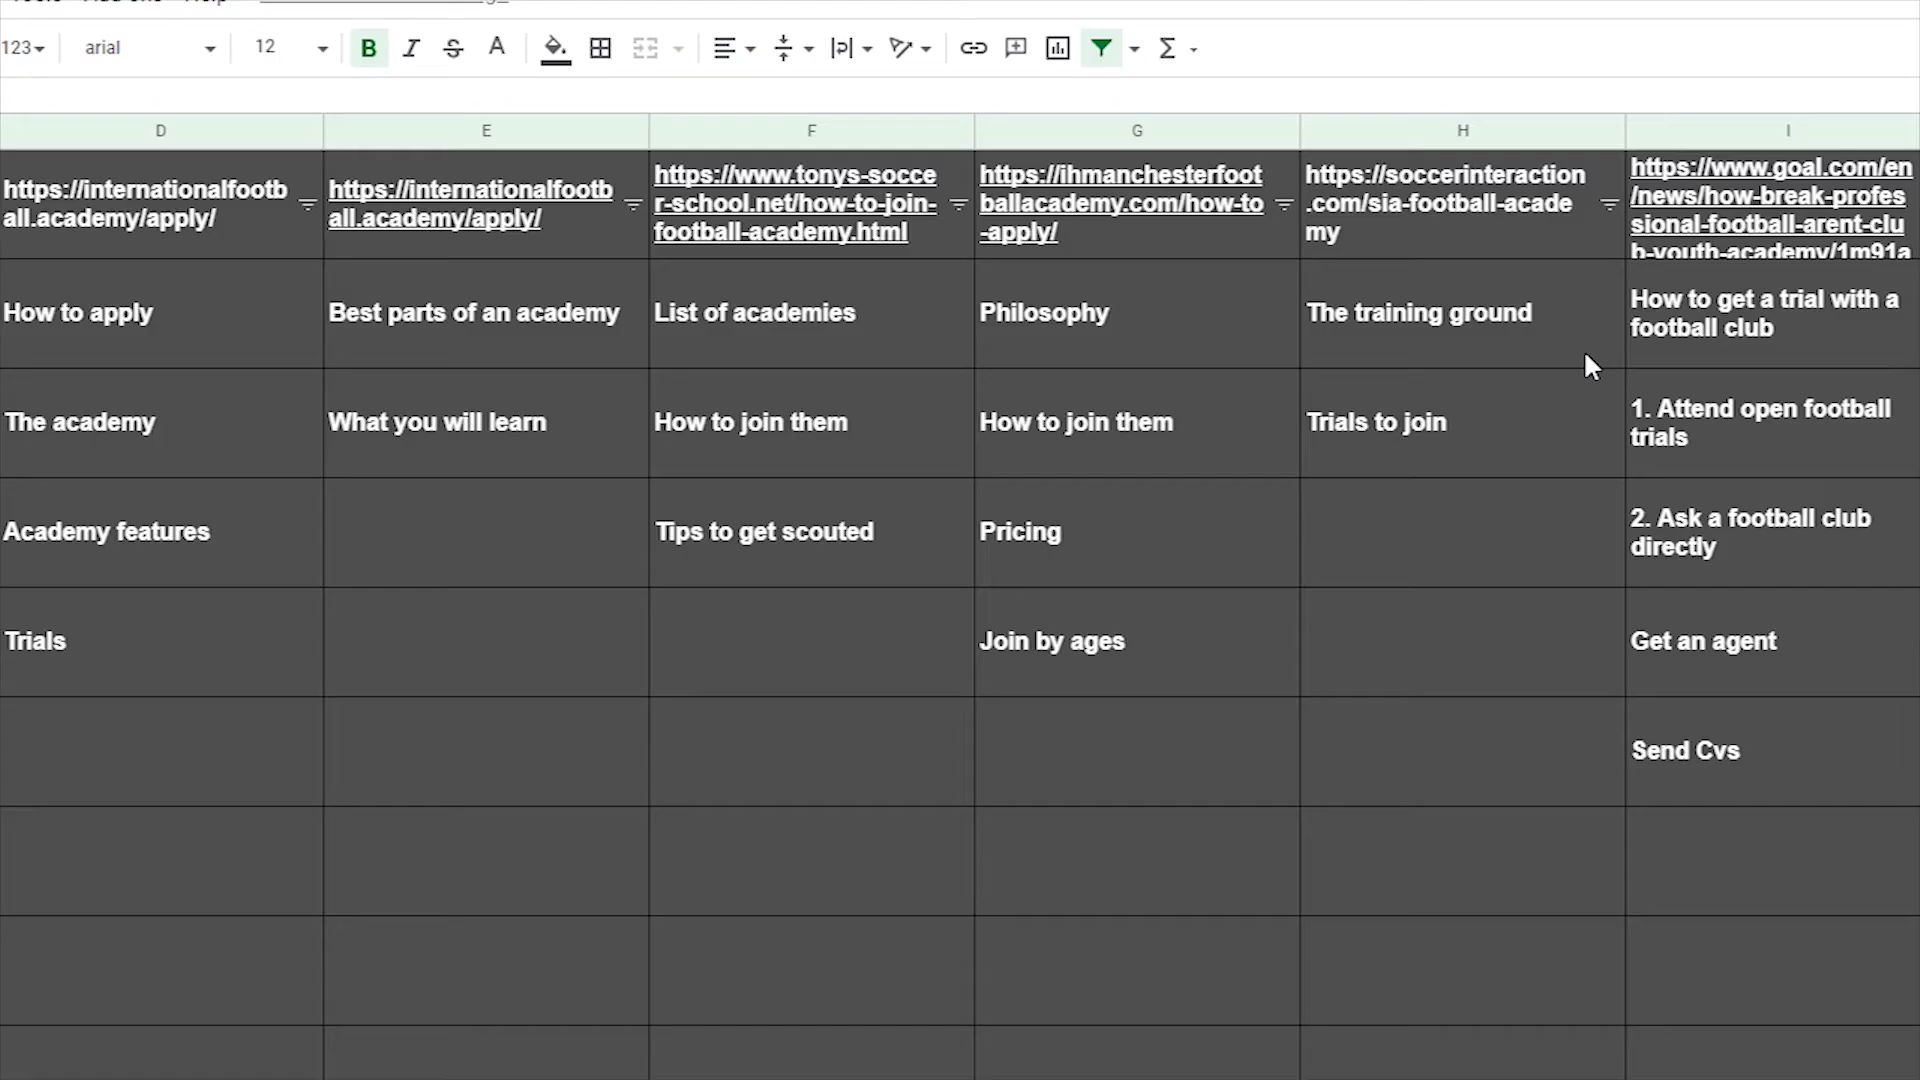 123
arial
12
B
D
E
F
G
H
I
https://internationalfootb
all.academy/apply/
https://internationalfootb
all.academy/apply/
https://www.tonys-socce
r-school.net/how-to-join-
football-academy.html
https://ihmanchesterfoot
ballacademy.com/how-to
-apply/
https://soccerinteraction
.com/sia-football-acade
my
https://www.goal.com/en
/news/how-break-profes
sional-football-arent-clu
b-youth-academy/1m91a
How to apply
Best parts of an academy
List of academies
Philosophy
The training ground
How to get a trial with a
football club
The academy
What you will learn
How to join them
How to join them
Trials to join
1. Attend open football
trials
Academy features
Tips to get scouted
Pricing
2. Ask a football club
directly
Trials
Join by ages
Get an agent
Send Cvs